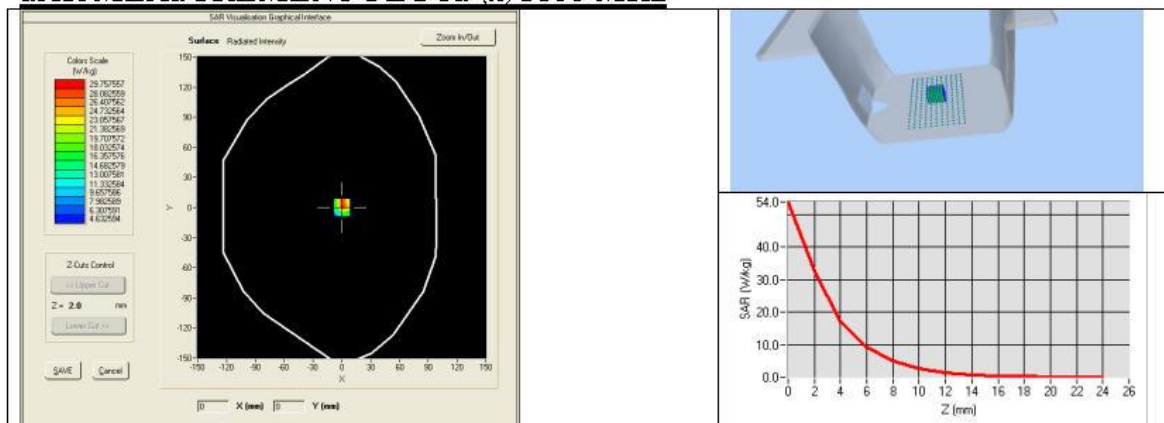 SAR Visualisation Graphical Interface
Surface Radiated Intensity
Zoom In/Out
Colors Scale
(W/kg)
29.757557
28.082559
26.407562
24.732564
23.057567
21.382569
19.707572
18.032574
16.357576
14.682579
13.007581
11.332584
9.657586
7.982589
6.307591
4.632594
Z-Cuts Control
<< Upper Cut
Z = 2.0 mm
Lower Cut >>
SAVE Cancel
150
120
90
60
30
0
-30
-60
-90
-120
-150
Y
-150 -120 -90 -60 -30 0 30 60 90 120 150
X
0 X (mm) 0 Y (mm)
54.0
40.0
30.0
20.0
10.0
0.0
SAR (W/kg)
0 2 4 6 8 10 12 14 16 18 20 22 24 26
Z (mm)